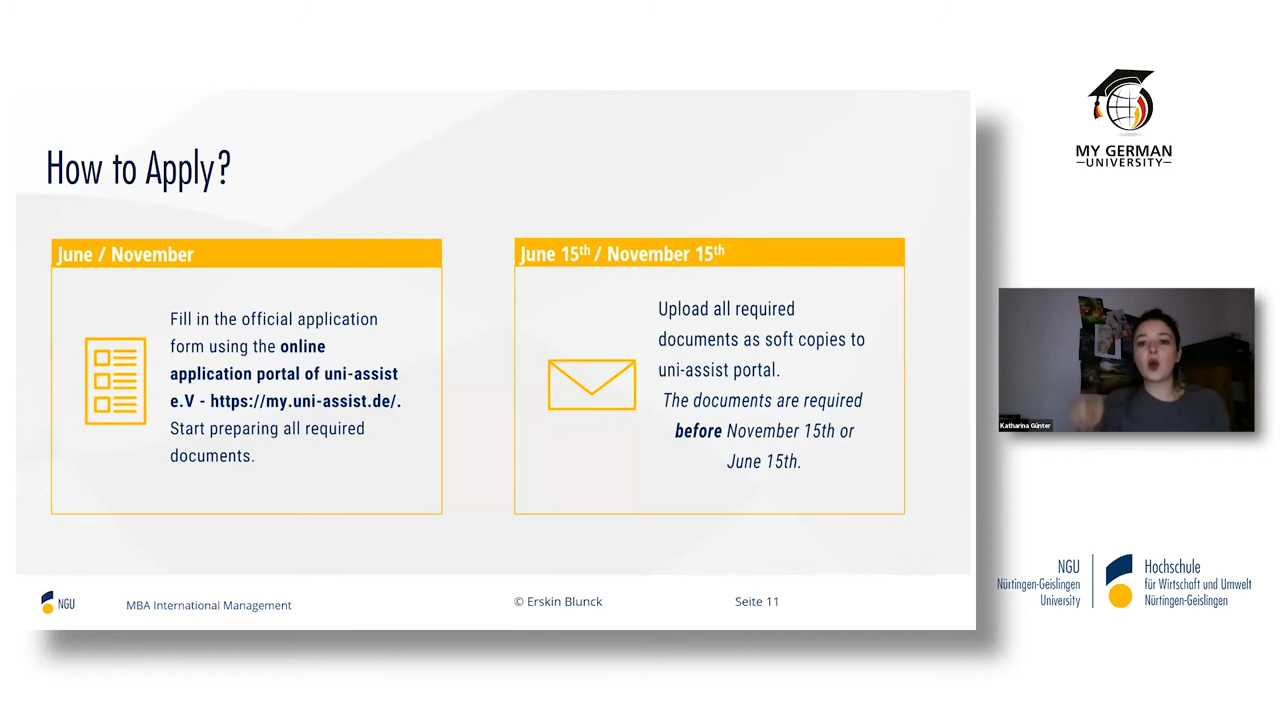 How to Apply?
June / November
Fill in the official application
form using the online
application portal of uni-assist
e.V - https://my.uni-assist.de/.
Start preparing all required
documents.
June 15th / November 15th
Upload all required
documents as soft copies to
uni-assist portal.
The documents are required
before November 15th or
June 15th.
NGU
MBA International Management
© Erskin Blunck
Seite 11
MY GERMAN
UNIVERSITY
Katharina Günter
NGU
Nürtingen-Geislingen
University
Hochschule
für Wirtschaft und Umwelt
Nürtingen-Geislingen